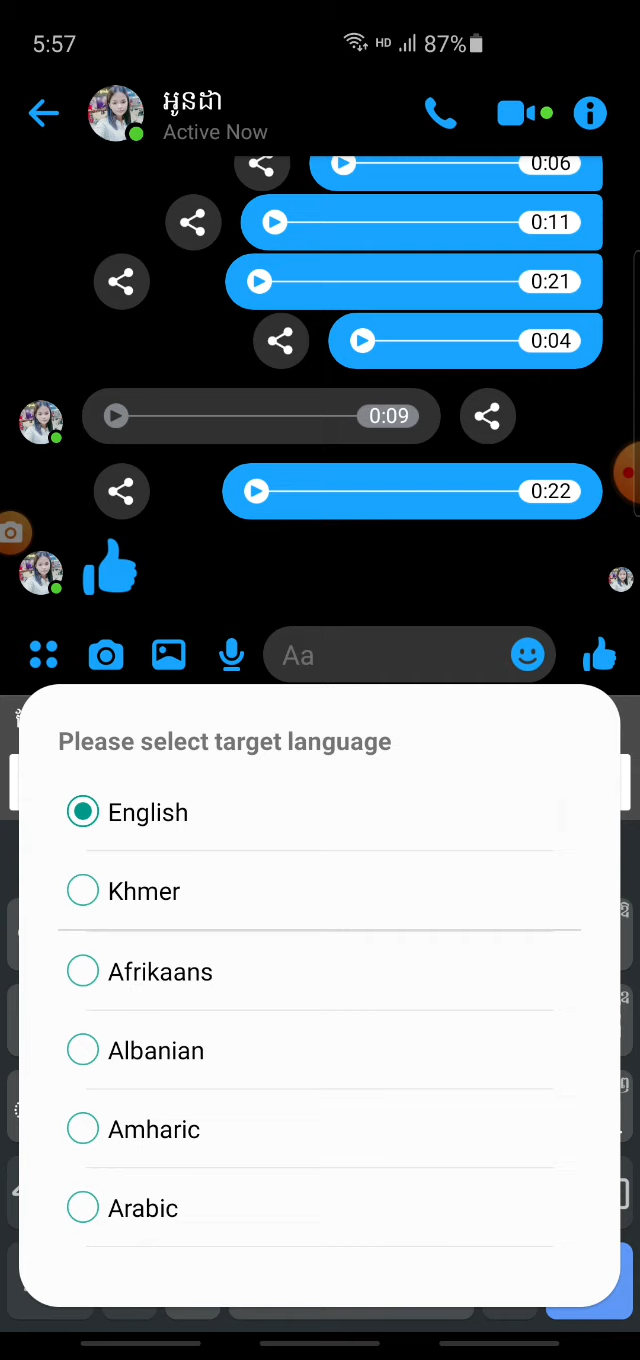 5:57
HD 87%
អូនដា
Active Now
0:06
0:11
0:21
0:04
0:09
0:22
Aa
Please select target language
English
Khmer
Afrikaans
Albanian
Amharic
Arabic